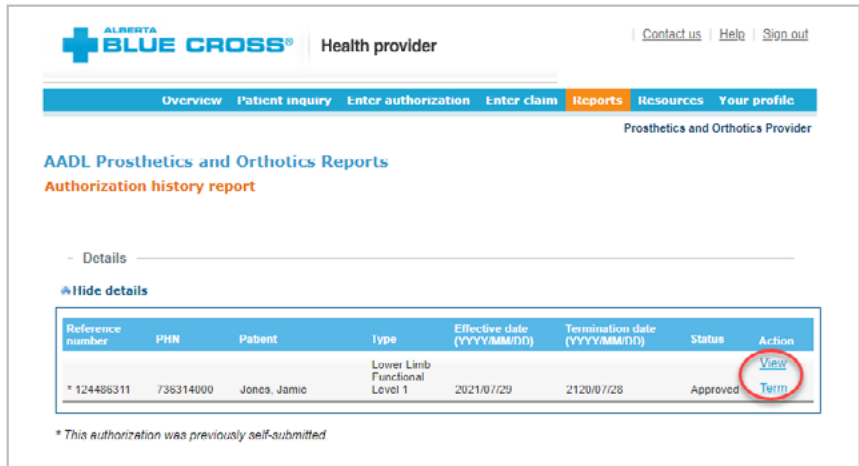 ALBERTA
BLUE CROSS® Health provider
Contact us | Help | Sign out
Overview Patient inquiry Enter authorization Enter claim Reports Resources Your profile
Prosthetics and Orthotics Provider
AADL Prosthetics and Orthotics Reports
Authorization history report
Details
Hide details
Reference number PHN Patient Type Effective date (YYYY/MM/DD) Termination date (YYYY/MM/DD) Status Action
* 124486311 736314000 Jones, Jamie Lower Limb Functional Level 1 2021/07/29 2120/07/28 Approved View Term
* This authorization was previously self-submitted